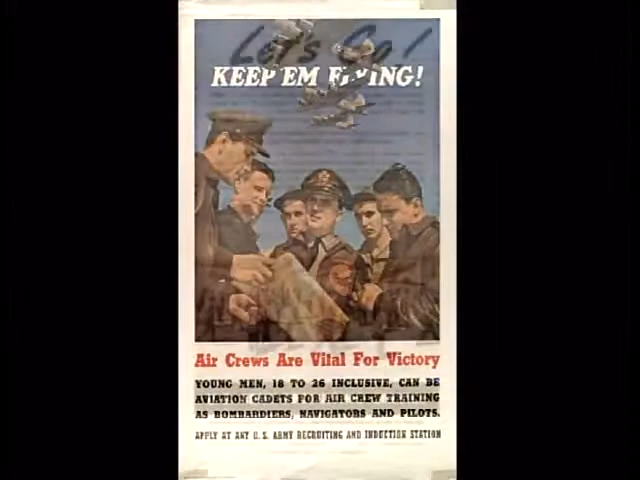 Let's Go!
KEEP 'EM FLYING!
Air Crews Are Vital For Victory
YOUNG MEN, 18 TO 26 INCLUSIVE, CAN BE
AVIATION CADETS FOR AIR CREW TRAINING
AS BOMBARDIERS, NAVIGATORS AND PILOTS.
APPLY AT ANY U.S. ARMY RECRUITING AND INDUCTION STATION